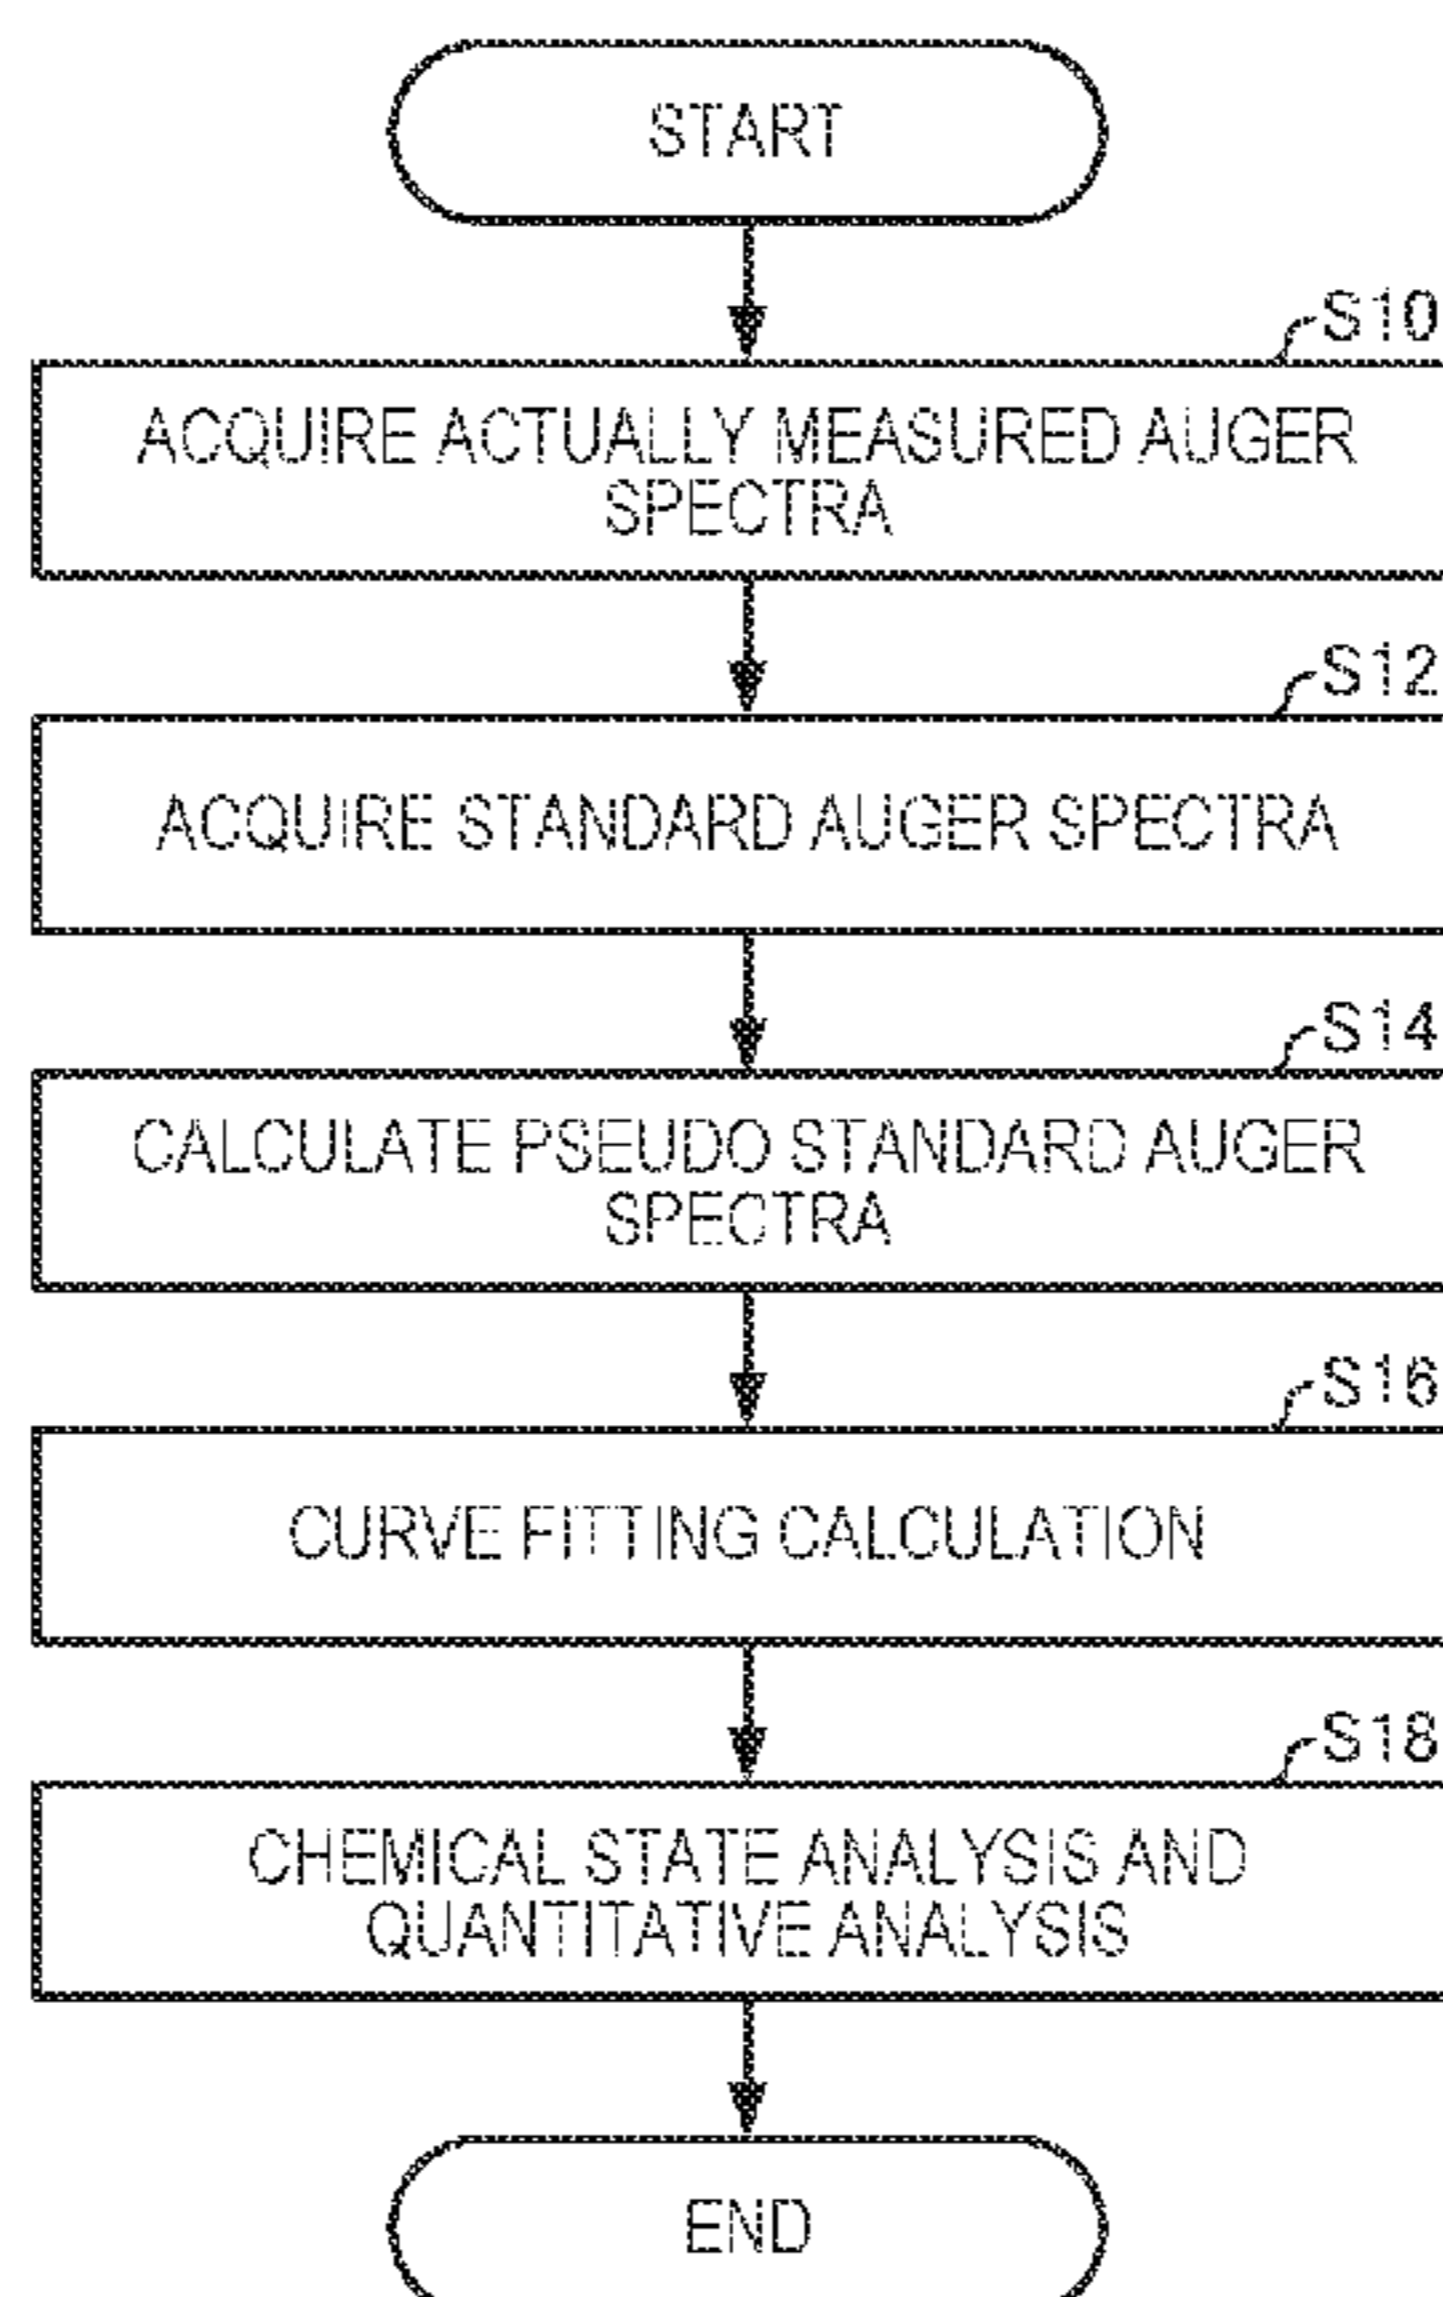 START
S10
ACQUIRE ACTUALLY MEASURED AUGER
SPECTRA
S12
ACQUIRE STANDARD AUGER SPECTRA
S14
CALCULATE PSEUDO STANDARD AUGER
SPECTRA
S16
CURVE FITTING CALCULATION
S18
CHEMICAL STATE ANALYSIS AND
QUANTITATIVE ANALYSIS
END